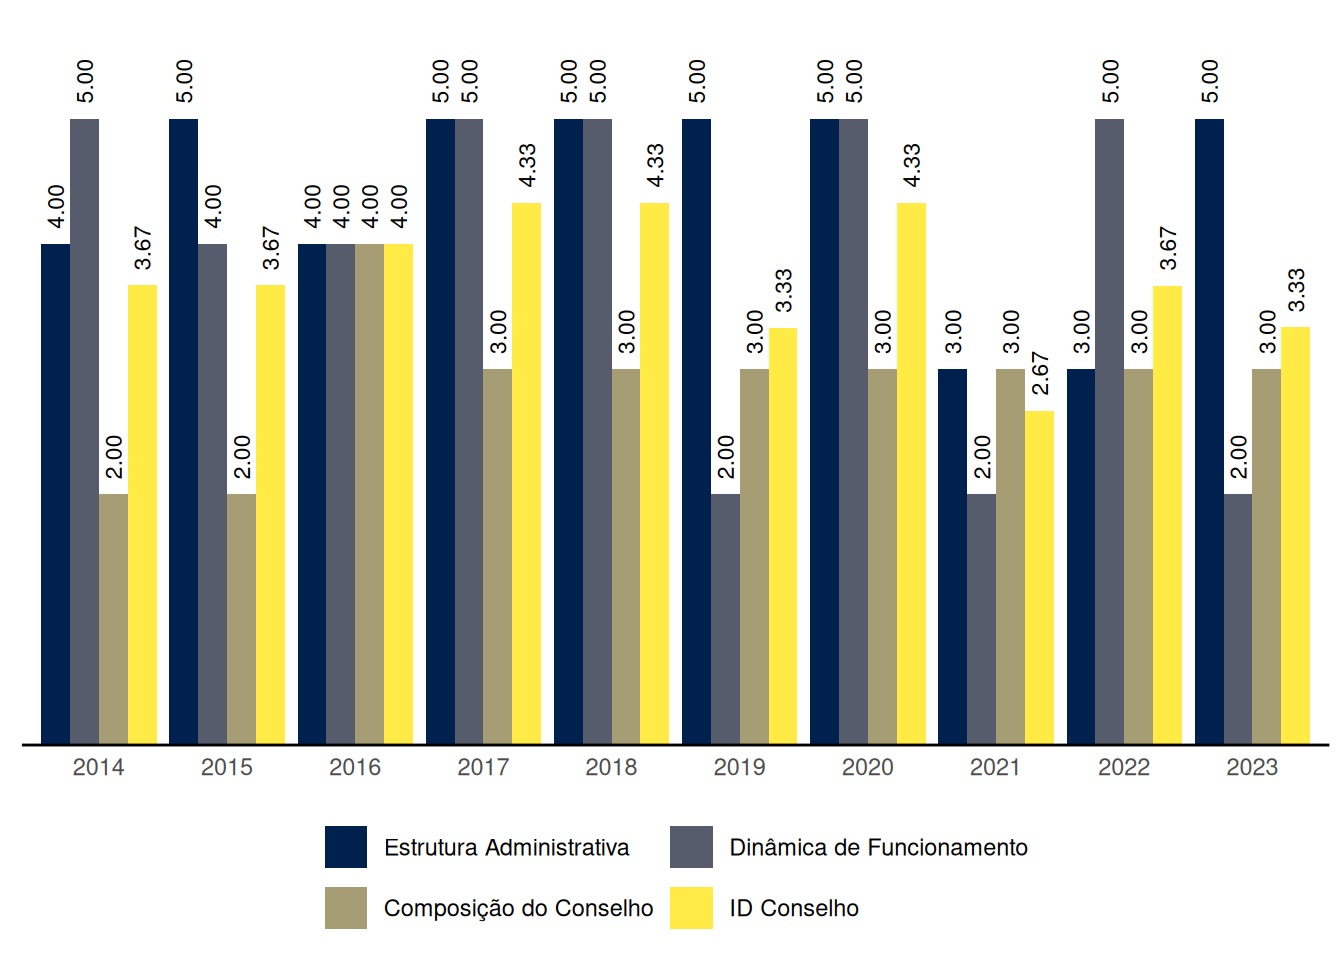 4.00 5.00 2.00 3.67 5.00 4.00 2.00 3.67 4.00 4.00 4.00 4.00 5.00 5.00 3.00 4.33 5.00 5.00 3.00 4.33 5.00 2.00 3.00 3.33 5.00 5.00 3.00 4.33 3.00 2.00 3.00 2.67 3.00 5.00 3.00 3.67 5.00 2.00 3.00 3.33
2014 2015 2016 2017 2018 2019 2020 2021 2022 2023
Estrutura Administrativa Dinâmica de Funcionamento
Composição do Conselho ID Conselho